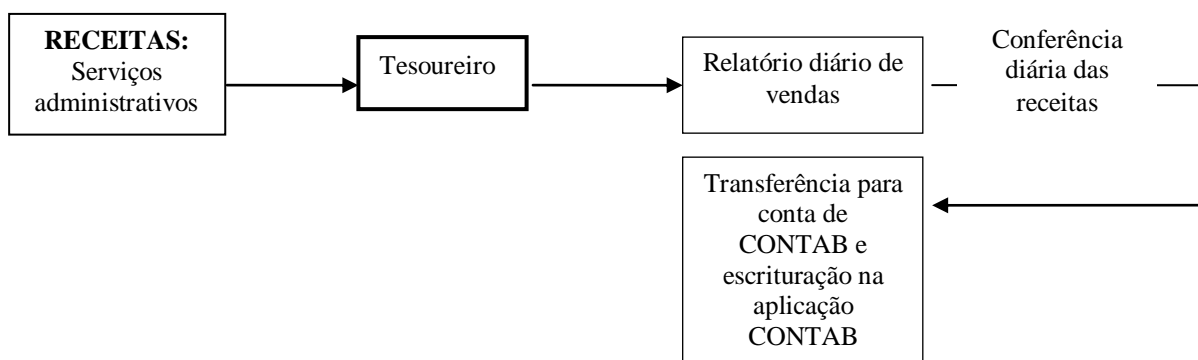 RECEITAS:
Serviços
administrativos
Tesoureiro
Relatório diário de
vendas
Conferência
diária das
receitas
Transferência para
conta de
CONTAB e
escrituração na
aplicação
CONTAB